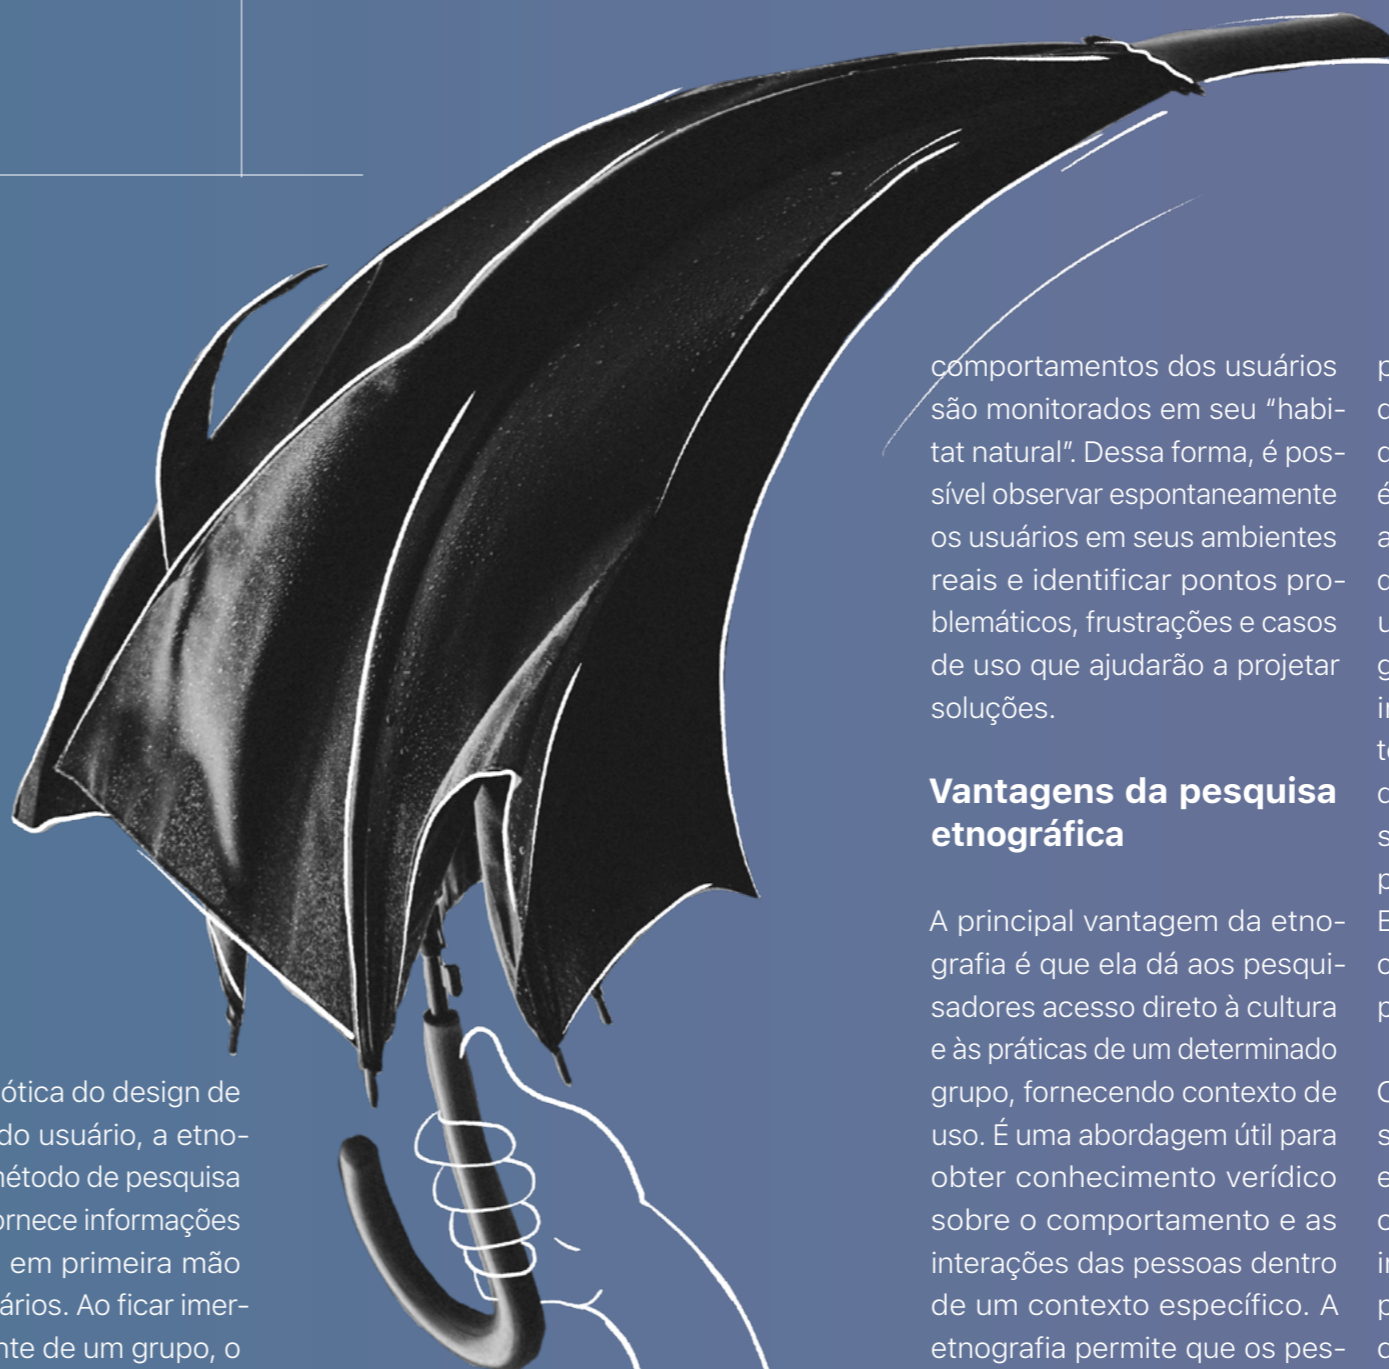 ótica do design de
do usuário, a etno-
método de pesquisa
fornece informações
em primeira mão
ários. Ao ficar imer-
nte de um grupo, o
comportamentos dos usuários
são monitorados em seu “habi-
tat natural”. Dessa forma, é pos-
sível observar espontaneamente
os usuários em seus ambientes
reais e identificar pontos pro-
blemáticos, frustrações e casos
de uso que ajudarão a projetar
soluções.
Vantagens da pesquisa
etnográfica
A principal vantagem da etno-
grafia é que ela dá aos pesqui-
sadores acesso direto à cultura
e às práticas de um determinado
grupo, fornecendo contexto de
uso. É uma abordagem útil para
obter conhecimento verídico
sobre o comportamento e as
interações das pessoas dentro
de um contexto específico. A
etnografia permite que os pes-